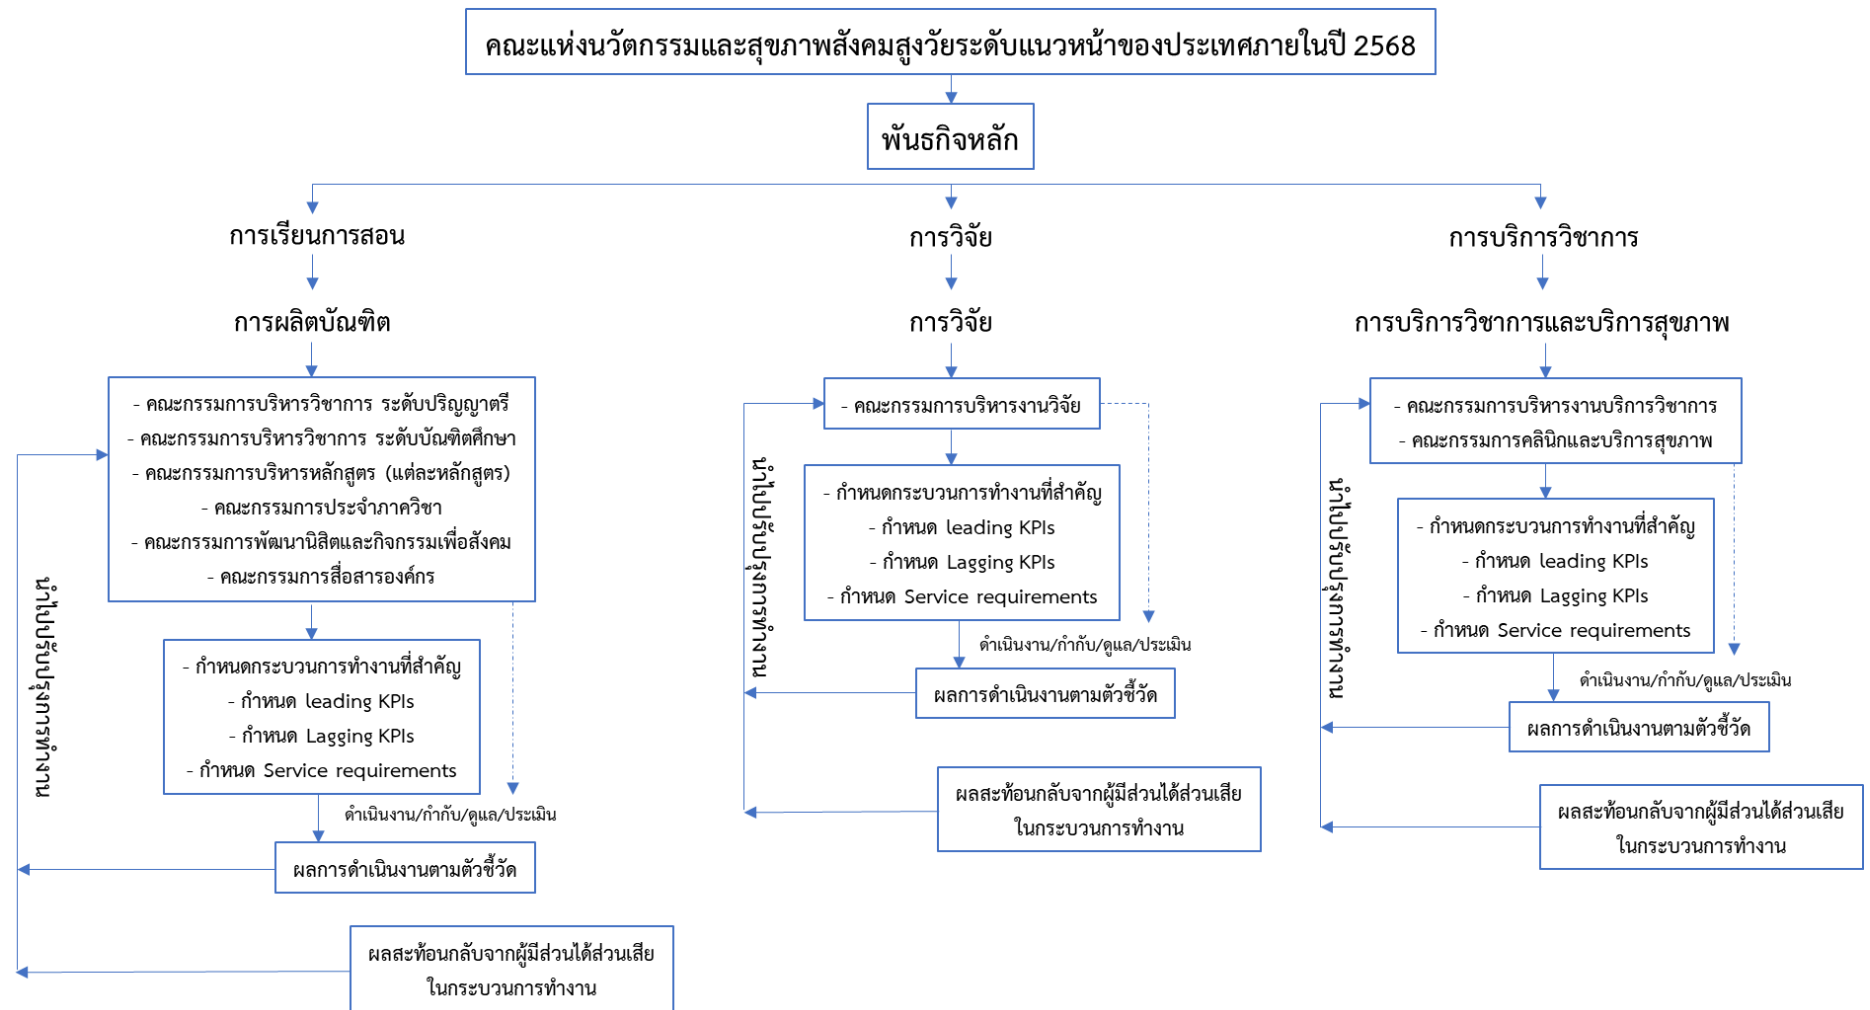 คณะแห่งนวัตกรรมและสุขภาพสังคมสูงวัยระดับแนวหน้าของประเทศภายในปี 2568
พันธกิจหลัก
การเรียนการสอน
การผลิตบัณฑิต
- คณะกรรมการบริหารวิชาการ ระดับปริญญาตรี
- คณะกรรมการบริหารวิชาการ ระดับบัณฑิตศึกษา
- คณะกรรมการบริหารหลักสูตร (แต่ละหลักสูตร)
- คณะกรรมการประจำภาควิชา
- คณะกรรมการพัฒนานิสิตและกิจกรรมเพื่อสังคม
- คณะกรรมการสื่อสารองค์กร
- กำหนดกระบวนการทำงานที่สำคัญ
- กำหนด leading KPIs
- กำหนด Lagging KPIs
- กำหนด Service requirements
ดำเนินงาน/กำกับ/ดูแล/ประเมิน
ผลการดำเนินงานตามตัวชี้วัด
ผลสะท้อนกลับจากผู้มีส่วนได้ส่วนเสีย
ในกระบวนการทำงาน
นำไปปรับปรุงการทำงาน
การวิจัย
การวิจัย
- คณะกรรมการบริหารงานวิจัย
- กำหนดกระบวนการทำงานที่สำคัญ
- กำหนด leading KPIs
- กำหนด Lagging KPIs
- กำหนด Service requirements
ดำเนินงาน/กำกับ/ดูแล/ประเมิน
ผลการดำเนินงานตามตัวชี้วัด
ผลสะท้อนกลับจากผู้มีส่วนได้ส่วนเสีย
ในกระบวนการทำงาน
นำไปปรับปรุงการทำงาน
การบริการวิชาการ
การบริการวิชาการและบริการสุขภาพ
- คณะกรรมการบริหารงานบริการวิชาการ
- คณะกรรมการคลินิกและบริการสุขภาพ
- กำหนดกระบวนการทำงานที่สำคัญ
- กำหนด leading KPIs
- กำหนด Lagging KPIs
- กำหนด Service requirements
ดำเนินงาน/กำกับ/ดูแล/ประเมิน
ผลการดำเนินงานตามตัวชี้วัด
ผลสะท้อนกลับจากผู้มีส่วนได้ส่วนเสีย
ในกระบวนการทำงาน
นำไปปรับปรุงการทำงาน